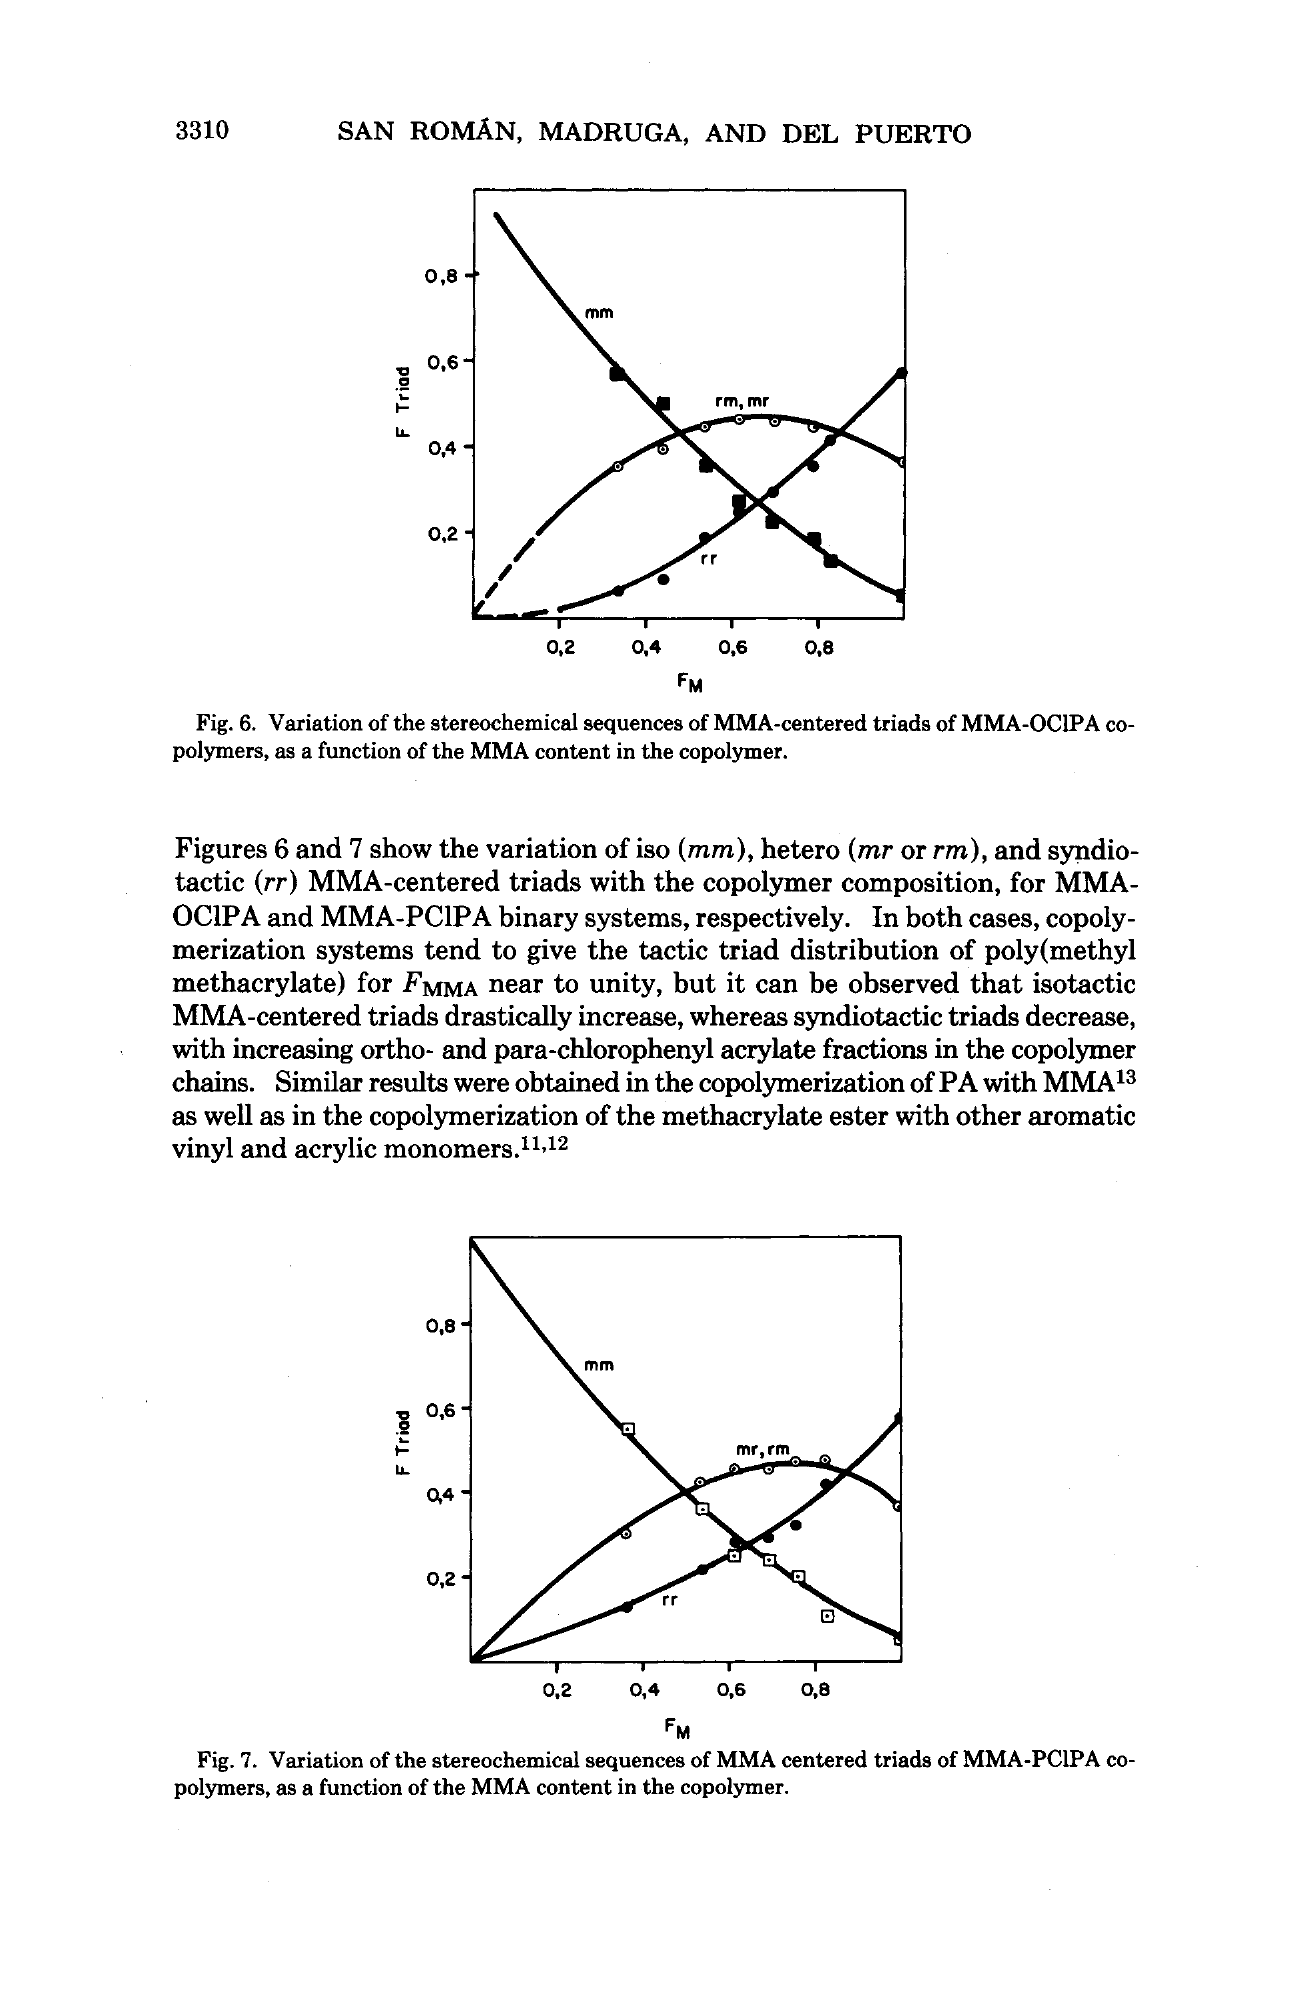 3310 SAN ROMÁN, MADRUGA, AND DEL PUERTO
0,8
mm
0,6
F Triad
rm, mr
0,4
0,2
rr
0,2 0,4 0,6 0,8
FM
Fig. 6. Variation of the stereochemical sequences of MMA-centered triads of MMA-OClPA co-
polymers, as a function of the MMA content in the copolymer.
Figures 6 and 7 show the variation of iso (mm), hetero (mr or rm), and syndio-
tactic (rr) MMA-centered triads with the copolymer composition, for MMA-
OClPA and MMA-PClPA binary systems, respectively. In both cases, copoly-
merization systems tend to give the tactic triad distribution of poly(methyl
methacrylate) for FMMA near to unity, but it can be observed that isotactic
MMA-centered triads drastically increase, whereas syndiotactic triads decrease,
with increasing ortho- and para-chlorophenyl acrylate fractions in the copolymer
chains. Similar results were obtained in the copolymerization of PA with MMA13
as well as in the copolymerization of the methacrylate ester with other aromatic
vinyl and acrylic monomers.11,12
0,8
mm
0,6
F Triad
mr, rm
0,4
0,2
rr
0,2 0,4 0,6 0,8
FM
Fig. 7. Variation of the stereochemical sequences of MMA centered triads of MMA-PClPA co-
polymers, as a function of the MMA content in the copolymer.